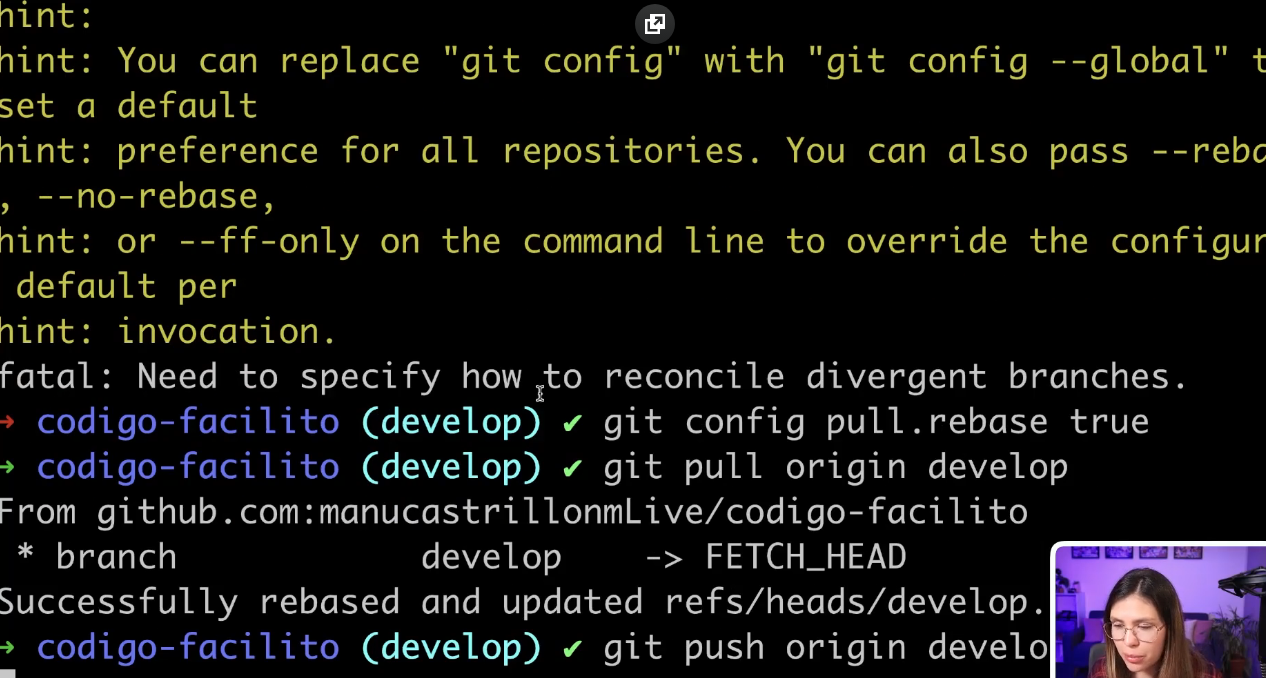 hint:
hint: You can replace "git config" with "git config --global" t
set a default
hint: preference for all repositories. You can also pass --reba
, --no-rebase,
hint: or --ff-only on the command line to override the configur
default per
hint: invocation.
fatal: Need to specify how to reconcile divergent branches.
→ codigo-facilito (develop) ✔ git config pull.rebase true
→ codigo-facilito (develop) ✔ git pull origin develop
From github.com:manucastrillonmLive/codigo-facilito
* branch develop -> FETCH_HEAD
Successfully rebased and updated refs/heads/develop.
→ codigo-facilito (develop) ✔ git push origin develo